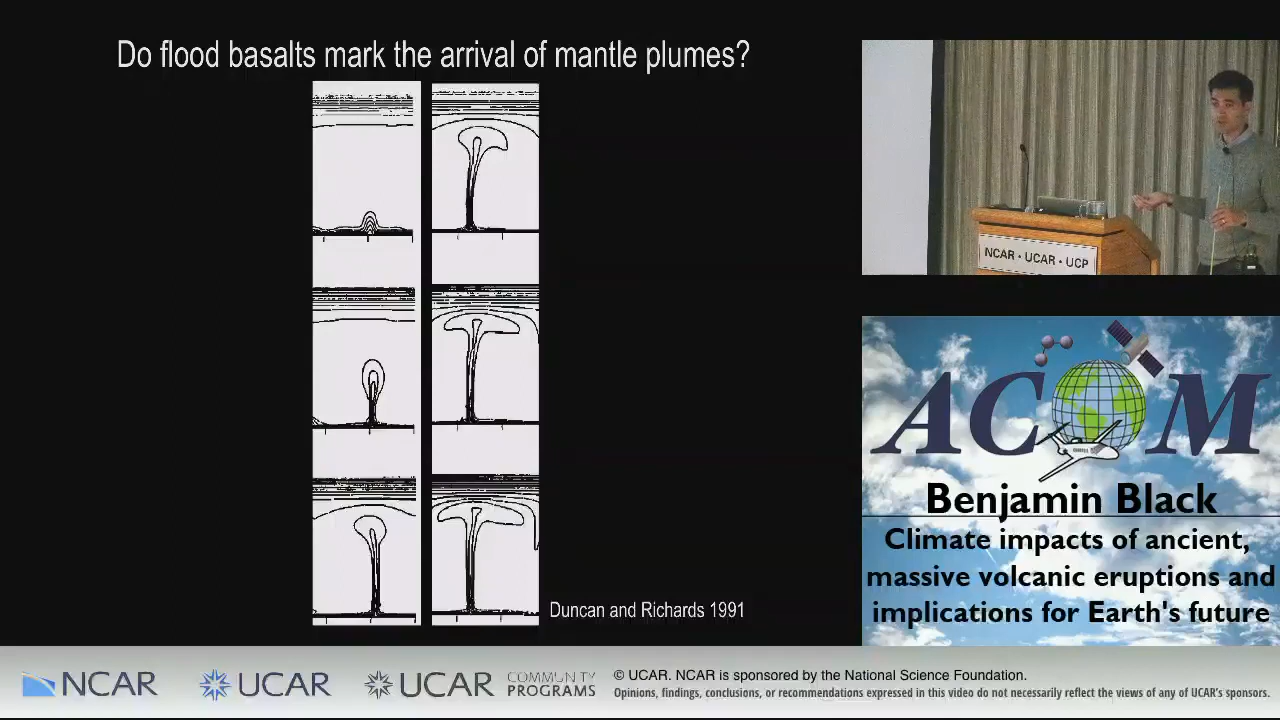 Do flood basalts mark the arrival of mantle plumes?
Duncan and Richards 1991
NCAR • UCAR • UCP
ACOM
Benjamin Black
Climate impacts of ancient,
massive volcanic eruptions and
implications for Earth's future
NCAR
UCAR
UCAR
COMMUNITY
PROGRAMS
© UCAR. NCAR is sponsored by the National Science Foundation.
Opinions, findings, conclusions, or recommendations expressed in this video do not necessarily reflect the views of any of UCAR's sponsors.